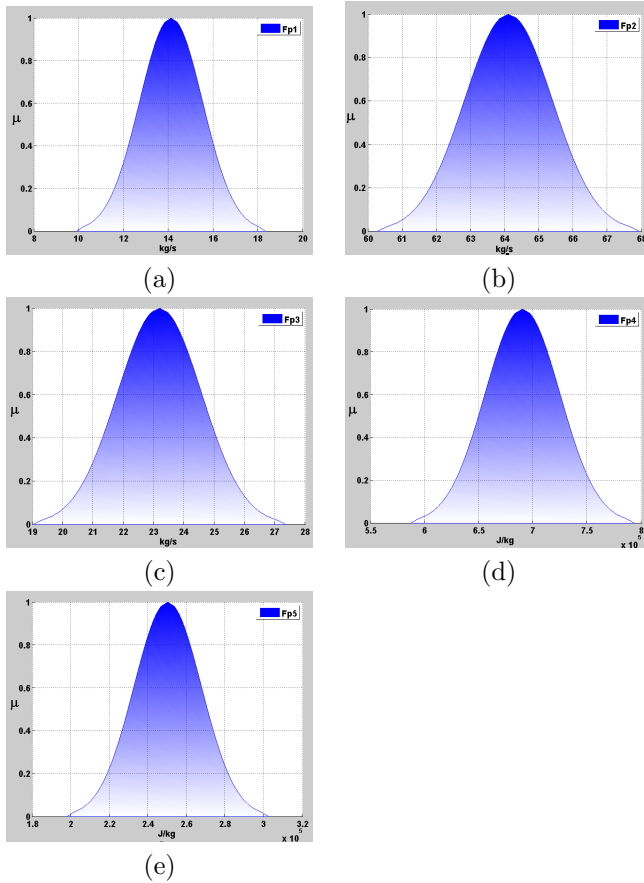 Fp1
1
0.8
μ
0.6
0.4
0.2
0
8 10 12 14 16 18 20
kg/s
(a)
Fp2
1
0.8
μ
0.6
0.4
0.2
0
60 61 62 63 64 65 66 67 68
kg/s
(b)
Fp3
1
0.8
μ
0.6
0.4
0.2
0
19 20 21 22 23 24 25 26 27 28
kg/s
(c)
Fp4
1
0.8
μ
0.6
0.4
0.2
0
5.5 6 6.5 7 7.5 8
J/kg
x 10^5
(d)
Fp5
1
0.8
μ
0.6
0.4
0.2
0
1.8 2 2.2 2.4 2.6 2.8 3 3.2
J/kg
x 10^5
(e)